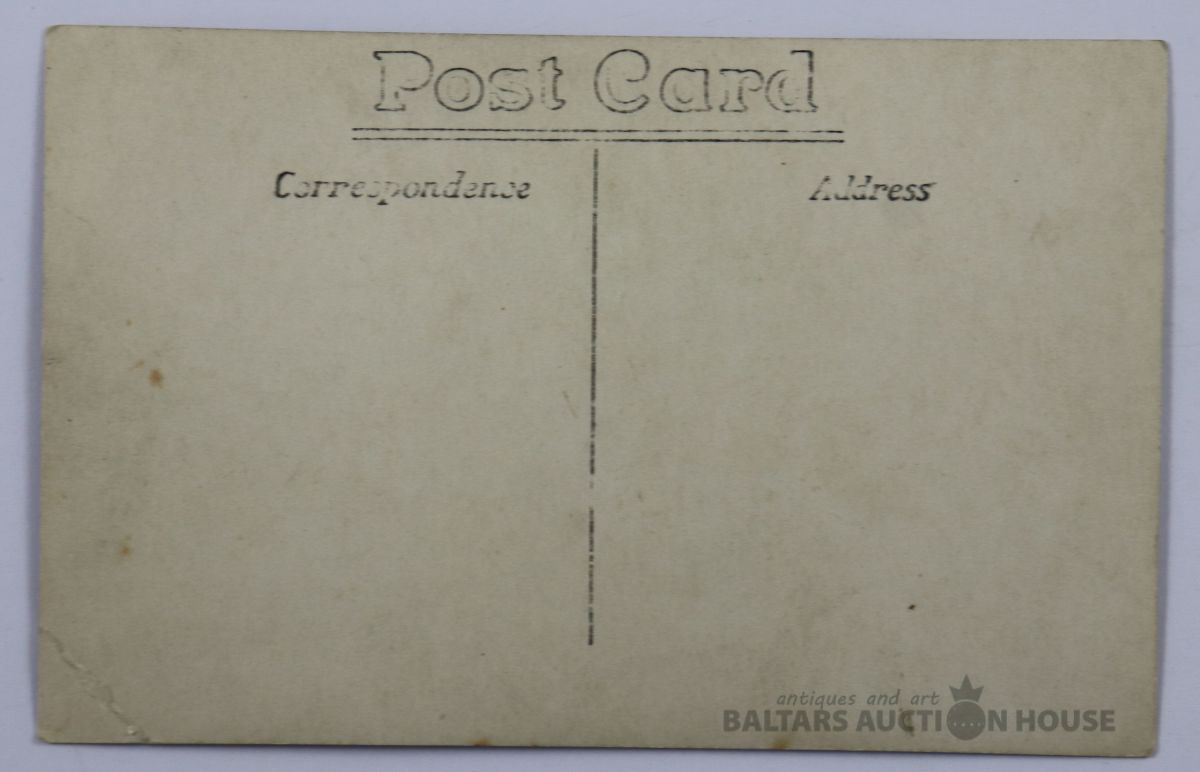 Post Card
Correspondence
Address
antiques and art
BALTARS AUCTION HOUSE